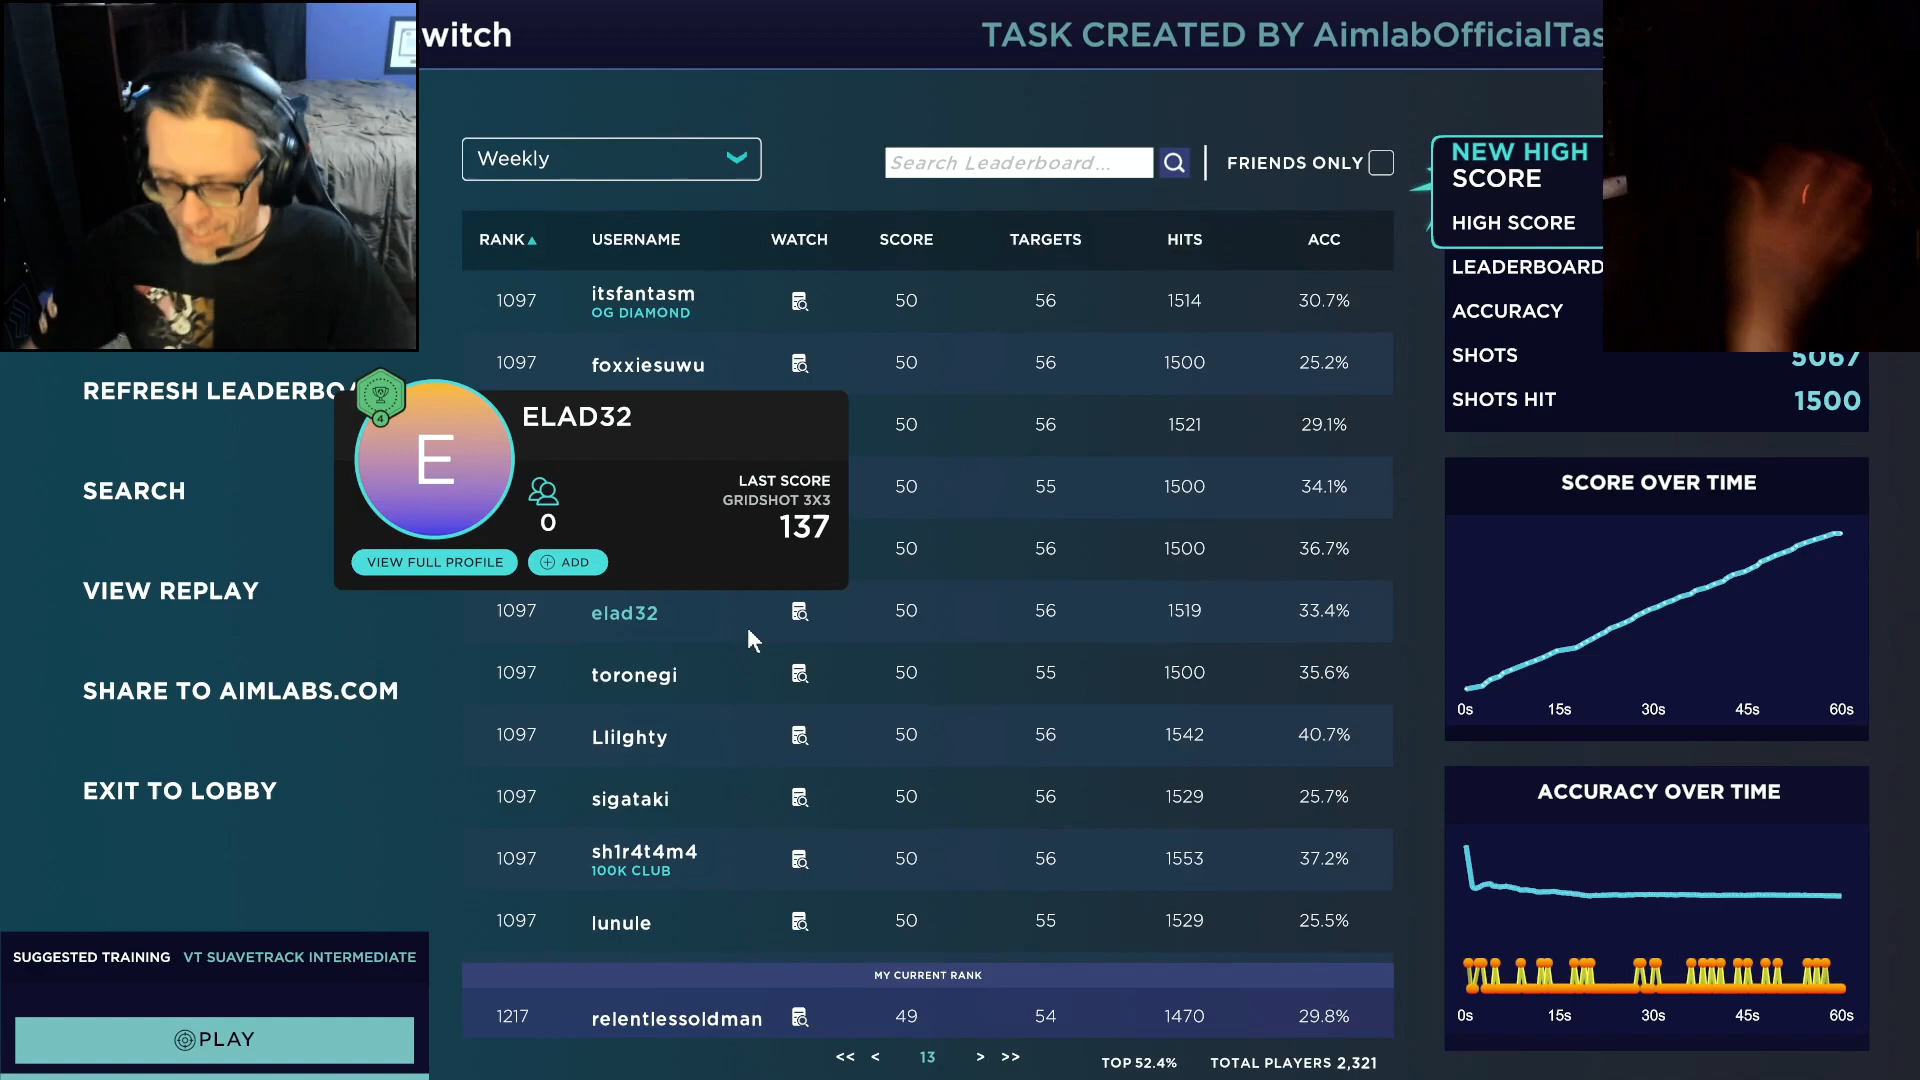 witch
TASK CREATED BY AimlabOfficialTas
Weekly
Search Leaderboard...
FRIENDS ONLY
RANK USERNAME WATCH SCORE TARGETS HITS ACC
1097 itsfantasm 50 56 1514 30.7%
OG DIAMOND
1097 foxxiesuwu 50 56 1500 25.2%
50 56 1521 29.1%
50 55 1500 34.1%
50 56 1500 36.7%
1097 elad32 50 56 1519 33.4%
1097 toronegi 50 55 1500 35.6%
1097 50 56 1542 40.7%
1097 sigataki 50 56 1529 25.7%
1097 sh1r4t4m4 50 56 1553 37.2%
100K CLUB
1097 lunule 50 55 1529 25.5%
MY CURRENT RANK
1217 relentlessoldman 49 54 1470 29.8%
<< < 13 > >>
TOP 52.4% TOTAL PLAYERS 2,321
REFRESH LEADERBOA
SEARCH
VIEW REPLAY
SHARE TO AIMLABS.COM
EXIT TO LOBBY
4
E
ELAD32
0
LAST SCORE
GRIDSHOT 3X3
137
VIEW FULL PROFILE
ADD
SUGGESTED TRAINING VT SUAVETRACK INTERMEDIATE
PLAY
NEW HIGH
SCORE
HIGH SCORE
LEADERBOARD
ACCURACY
SHOTS 5067
SHOTS HIT 1500
SCORE OVER TIME
0s 15s 30s 45s 60s
ACCURACY OVER TIME
0s 15s 30s 45s 60s